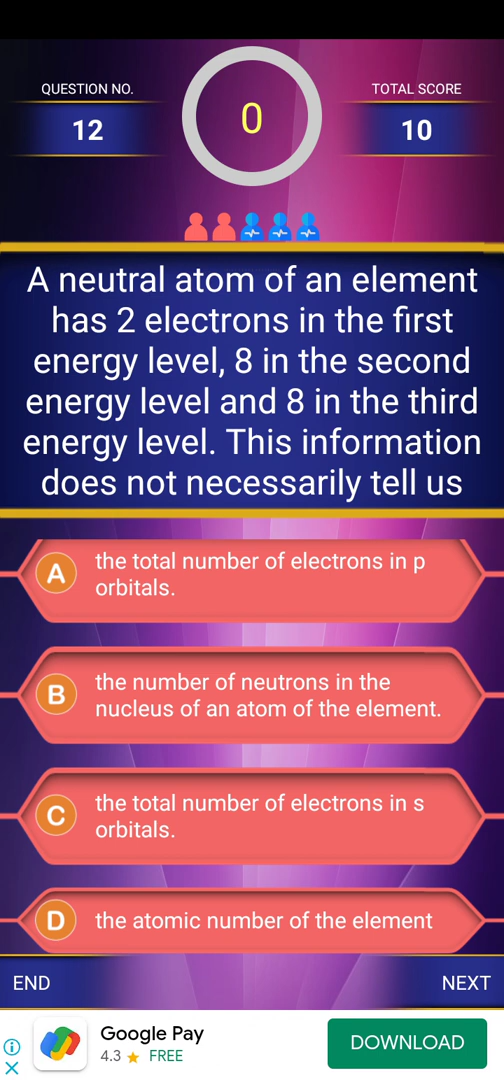 QUESTION NO.
12
0
TOTAL SCORE
10
A neutral atom of an element
has 2 electrons in the first
energy level, 8 in the second
energy level and 8 in the third
energy level. This information
does not necessarily tell us
A
the total number of electrons in p
orbitals.
B
the number of neutrons in the
nucleus of an atom of the element.
C
the total number of electrons in s
orbitals.
D
the atomic number of the element
END
NEXT
Google Pay
4.3 ★ FREE
DOWNLOAD